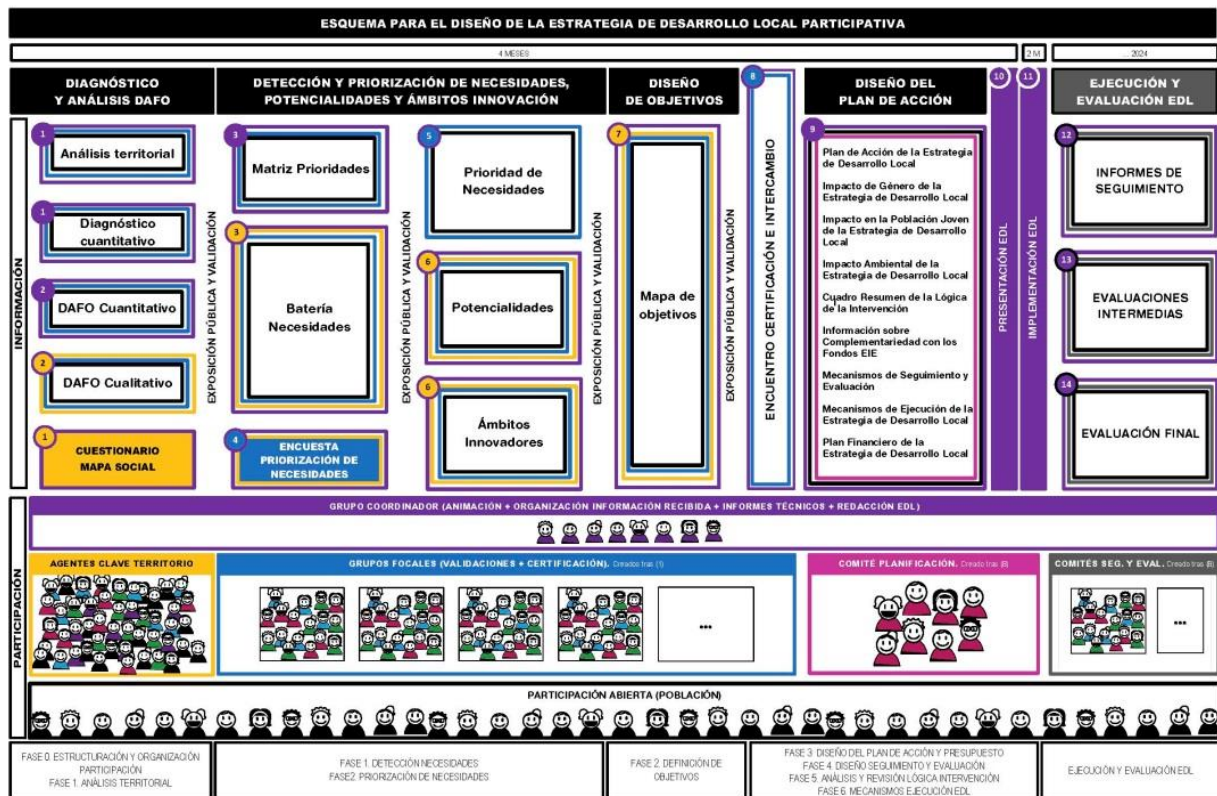 ESQUEMA PARA EL DISEÑO DE LA ESTRATEGIA DE DESARROLLO LOCAL PARTICIPATIVA
4 MESES
2 M
... 2024
DIAGNÓSTICO
Y ANÁLISIS DAFO
DETECCIÓN Y PRIORIZACIÓN DE NECESIDADES,
POTENCIALIDADES Y ÁMBITOS INNOVACIÓN
DISEÑO
DE OBJETIVOS
8
ENCUENTRO CERTIFICACIÓN E INTERCAMBIO
DISEÑO DEL
PLAN DE ACCIÓN
10
PRESENTACIÓN EDL
11
IMPLEMENTACIÓN EDL
EJECUCIÓN Y
EVALUACIÓN EDL
INFORMACIÓN
1
Análisis territorial
1
Diagnóstico
cuantitativo
2
DAFO Cuantitativo
2
DAFO Cualitativo
1
CUESTIONARIO
MAPA SOCIAL
EXPOSICIÓN PÚBLICA Y VALIDACIÓN
3
Matriz Prioridades
3
Batería
Necesidades
4
ENCUESTA
PRIORIZACIÓN DE
NECESIDADES
EXPOSICIÓN PÚBLICA Y VALIDACIÓN
5
Prioridad de
Necesidades
6
Potencialidades
6
Ámbitos
Innovadores
EXPOSICIÓN PÚBLICA Y VALIDACIÓN
7
Mapa de
objetivos
EXPOSICIÓN PÚBLICA Y VALIDACIÓN
9
Plan de Acción de la Estrategia
de Desarrollo Local
Impacto de Género de la
Estrategia de Desarrollo Local
Impacto en la Población Joven
de la Estrategia de Desarrollo
Local
Impacto Ambiental de la
Estrategia de Desarrollo Local
Cuadro Resumen de la Lógica
de la Intervención
Información sobre
Complementariedad con los
Fondos EIE
Mecanismos de Seguimiento y
Evaluación
Mecanismos de Ejecución de la
Estrategia de Desarrollo Local
Plan Financiero de la
Estrategia de Desarrollo Local
12
INFORMES DE
SEGUIMIENTO
13
EVALUACIONES
INTERMEDIAS
14
EVALUACIÓN FINAL
PARTICIPACIÓN
GRUPO COORDINADOR (ANIMACIÓN + ORGANIZACIÓN INFORMACIÓN RECIBIDA + INFORMES TÉCNICOS + REDACCIÓN EDL)
AGENTES CLAVE TERRITORIO
GRUPOS FOCALES (VALIDACIONES + CERTIFICACIÓN). Creados tras (1)
...
COMITÉ PLANIFICACIÓN. Creado tras (8)
COMITÉS SEG. Y EVAL. Creado tras (8)
...
PARTICIPACIÓN ABIERTA (POBLACIÓN)
FASE 0. ESTRUCTURACIÓN Y ORGANIZACIÓN
PARTICIPACIÓN
FASE 1. ANÁLISIS TERRITORIAL
FASE 1. DETECCIÓN NECESIDADES
FASE2. PRIORIZACIÓN DE NECESIDADES
FASE 2. DEFINICIÓN DE
OBJETIVOS
FASE 3. DISEÑO DEL PLAN DE ACCIÓN Y PRESUPUESTO
FASE 4. DISEÑO SEGUIMIENTO Y EVALUACIÓN
FASE 5. ANÁLISIS Y REVISIÓN LÓGICA INTERVENCIÓN
FASE 6. MECANISMOS EJECUCIÓN EDL
EJECUCIÓN Y EVALUACIÓN EDL